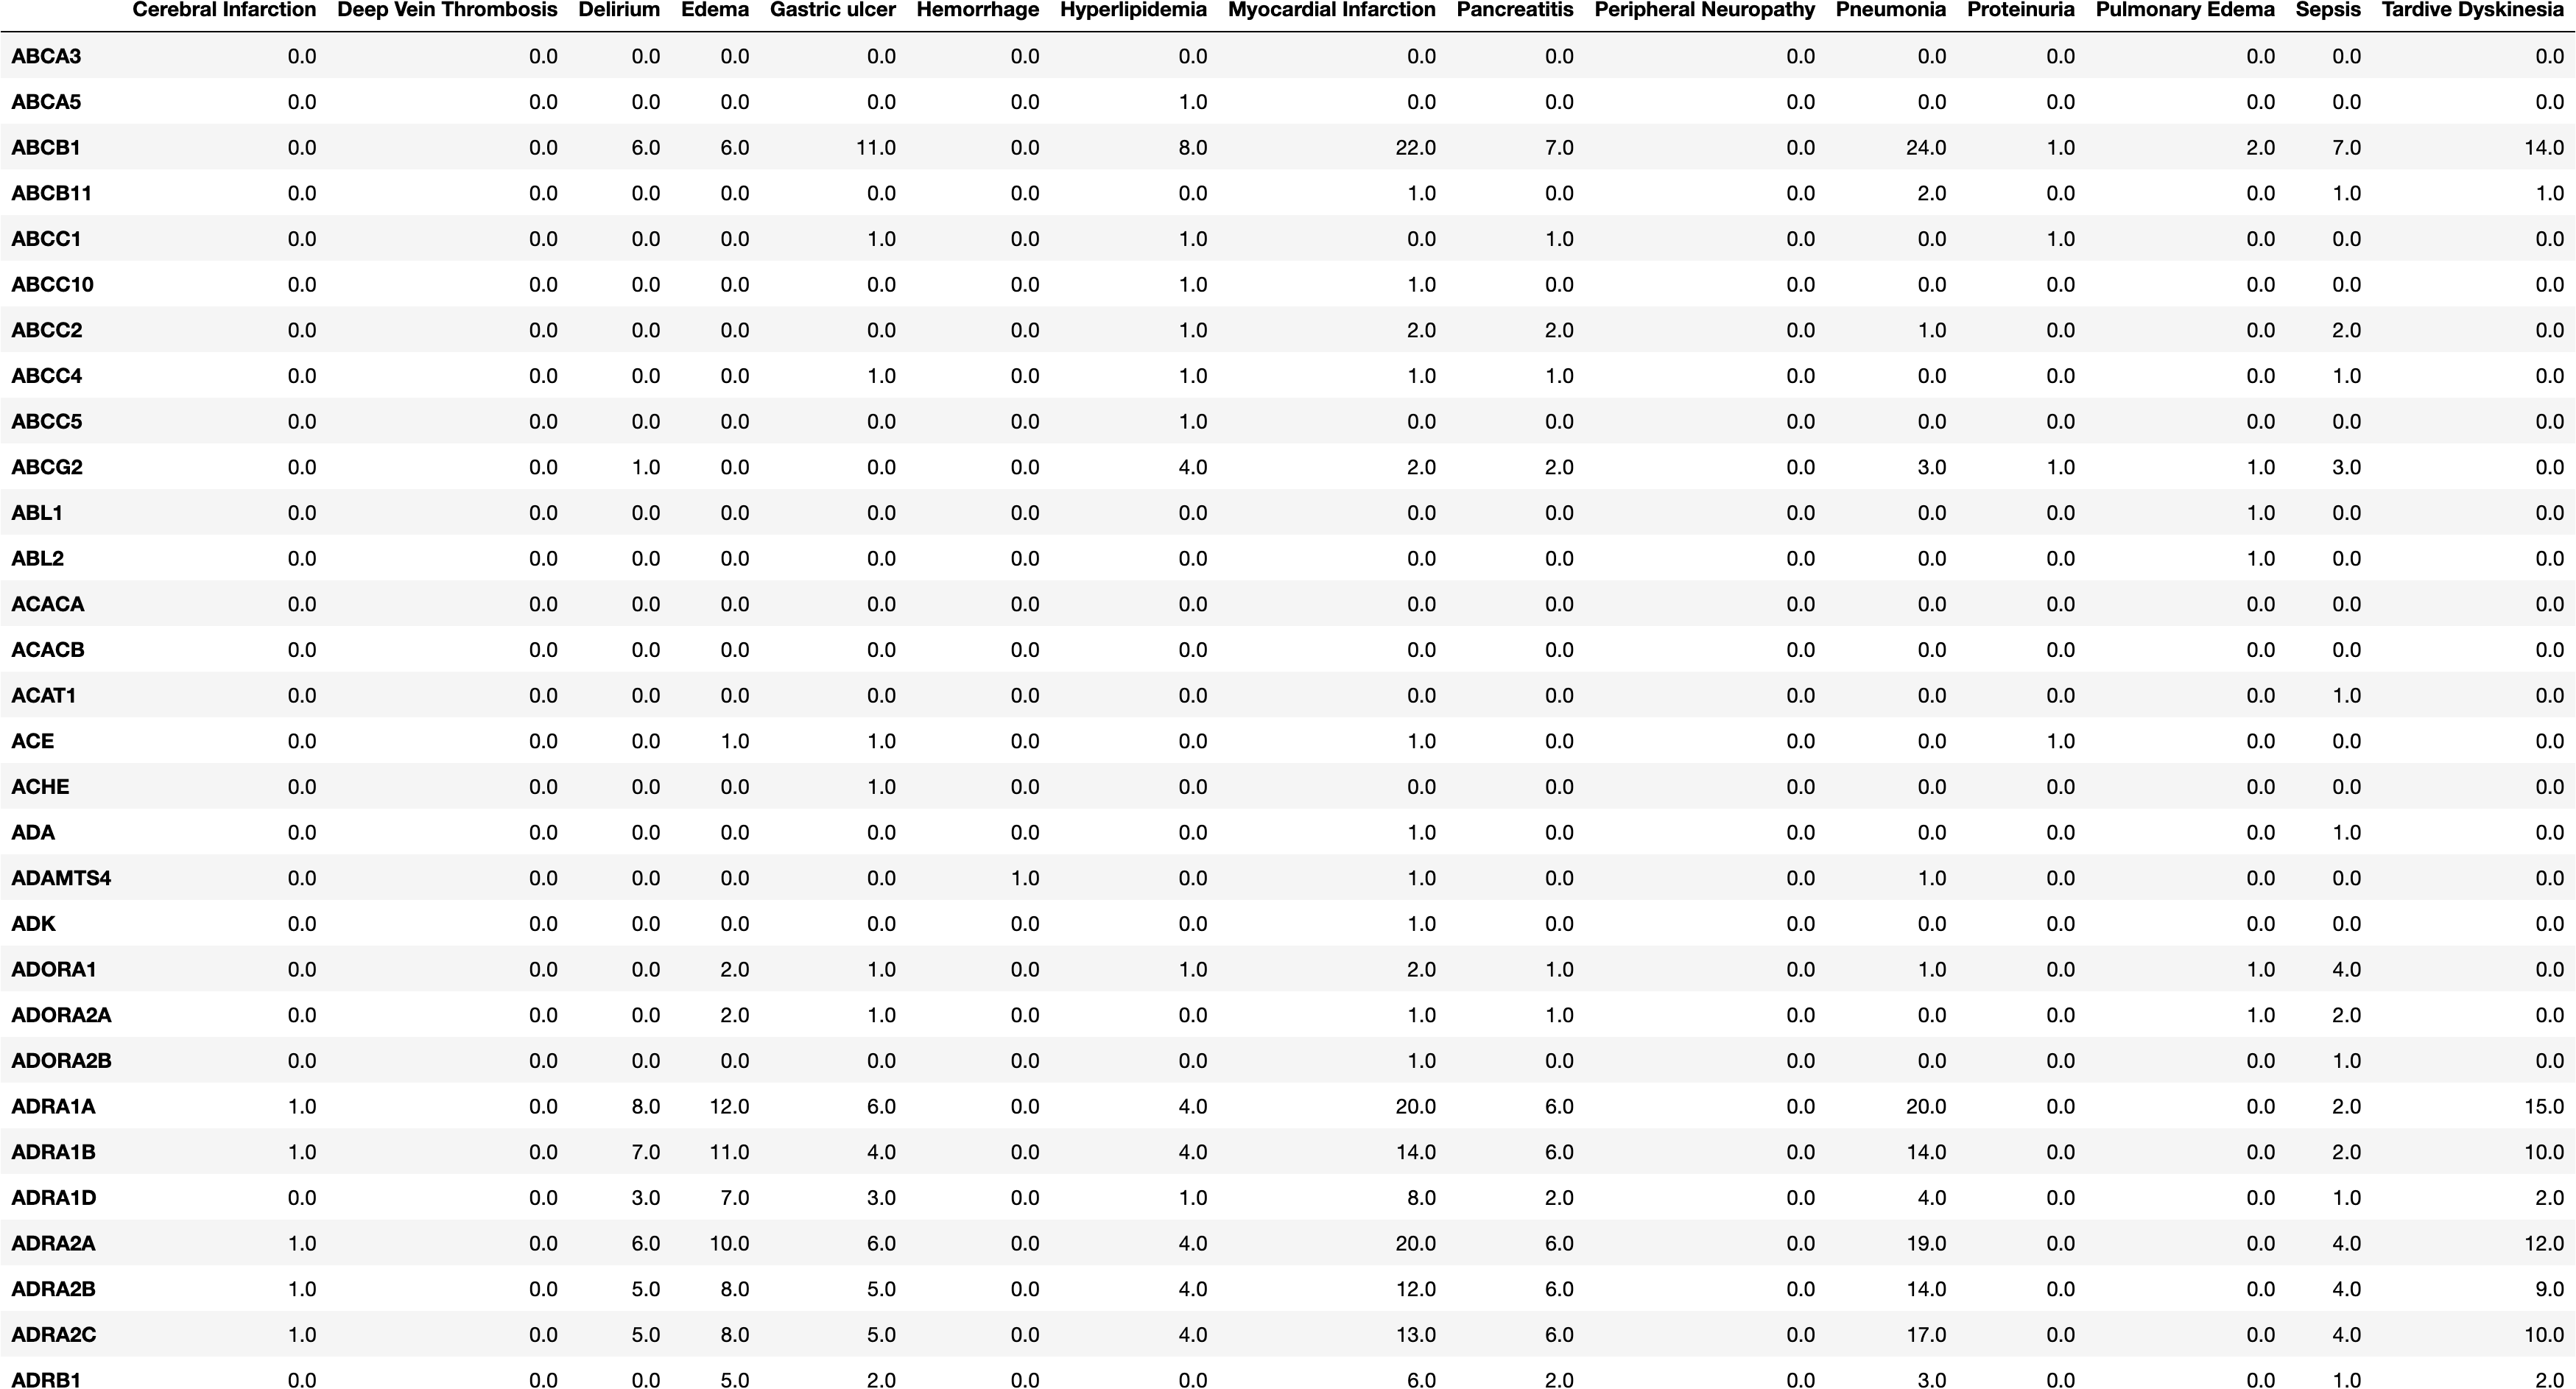 Cerebral Infarction Deep Vein Thrombosis Delirium Edema Gastric ulcer Hemorrhage Hyperlipidemia Myocardial Infarction Pancreatitis Peripheral Neuropathy Pneumonia Proteinuria Pulmonary Edema Sepsis Tardive Dyskinesia
ABCA3 0.0 0.0 0.0 0.0 0.0 0.0 0.0 0.0 0.0 0.0 0.0 0.0 0.0 0.0 0.0
ABCA5 0.0 0.0 0.0 0.0 0.0 0.0 1.0 0.0 0.0 0.0 0.0 0.0 0.0 0.0 0.0
ABCB1 0.0 0.0 6.0 6.0 11.0 0.0 8.0 22.0 7.0 0.0 24.0 1.0 2.0 7.0 14.0
ABCB11 0.0 0.0 0.0 0.0 0.0 0.0 0.0 1.0 0.0 0.0 2.0 0.0 0.0 1.0 1.0
ABCC1 0.0 0.0 0.0 0.0 1.0 0.0 1.0 0.0 1.0 0.0 0.0 1.0 0.0 0.0 0.0
ABCC10 0.0 0.0 0.0 0.0 0.0 0.0 1.0 1.0 0.0 0.0 0.0 0.0 0.0 0.0 0.0
ABCC2 0.0 0.0 0.0 0.0 0.0 0.0 1.0 2.0 2.0 0.0 1.0 0.0 0.0 2.0 0.0
ABCC4 0.0 0.0 0.0 0.0 1.0 0.0 1.0 1.0 1.0 0.0 0.0 0.0 0.0 1.0 0.0
ABCC5 0.0 0.0 0.0 0.0 0.0 0.0 1.0 0.0 0.0 0.0 0.0 0.0 0.0 0.0 0.0
ABCG2 0.0 0.0 1.0 0.0 0.0 0.0 4.0 2.0 2.0 0.0 3.0 1.0 1.0 3.0 0.0
ABL1 0.0 0.0 0.0 0.0 0.0 0.0 0.0 0.0 0.0 0.0 0.0 0.0 1.0 0.0 0.0
ABL2 0.0 0.0 0.0 0.0 0.0 0.0 0.0 0.0 0.0 0.0 0.0 0.0 1.0 0.0 0.0
ACACA 0.0 0.0 0.0 0.0 0.0 0.0 0.0 0.0 0.0 0.0 0.0 0.0 0.0 0.0 0.0
ACACB 0.0 0.0 0.0 0.0 0.0 0.0 0.0 0.0 0.0 0.0 0.0 0.0 0.0 0.0 0.0
ACAT1 0.0 0.0 0.0 0.0 0.0 0.0 0.0 0.0 0.0 0.0 0.0 0.0 0.0 1.0 0.0
ACE 0.0 0.0 0.0 1.0 1.0 0.0 0.0 1.0 0.0 0.0 0.0 1.0 0.0 0.0 0.0
ACHE 0.0 0.0 0.0 0.0 1.0 0.0 0.0 0.0 0.0 0.0 0.0 0.0 0.0 0.0 0.0
ADA 0.0 0.0 0.0 0.0 0.0 0.0 0.0 1.0 0.0 0.0 0.0 0.0 0.0 1.0 0.0
ADAMTS4 0.0 0.0 0.0 0.0 0.0 1.0 0.0 1.0 0.0 0.0 1.0 0.0 0.0 0.0 0.0
ADK 0.0 0.0 0.0 0.0 0.0 0.0 0.0 1.0 0.0 0.0 0.0 0.0 0.0 0.0 0.0
ADORA1 0.0 0.0 0.0 2.0 1.0 0.0 1.0 2.0 1.0 0.0 1.0 0.0 1.0 4.0 0.0
ADORA2A 0.0 0.0 0.0 2.0 1.0 0.0 0.0 1.0 1.0 0.0 0.0 0.0 1.0 2.0 0.0
ADORA2B 0.0 0.0 0.0 0.0 0.0 0.0 0.0 1.0 0.0 0.0 0.0 0.0 0.0 1.0 0.0
ADRA1A 1.0 0.0 8.0 12.0 6.0 0.0 4.0 20.0 6.0 0.0 20.0 0.0 0.0 2.0 15.0
ADRA1B 1.0 0.0 7.0 11.0 4.0 0.0 4.0 14.0 6.0 0.0 14.0 0.0 0.0 2.0 10.0
ADRA1D 0.0 0.0 3.0 7.0 3.0 0.0 1.0 8.0 2.0 0.0 4.0 0.0 0.0 1.0 2.0
ADRA2A 1.0 0.0 6.0 10.0 6.0 0.0 4.0 20.0 6.0 0.0 19.0 0.0 0.0 4.0 12.0
ADRA2B 1.0 0.0 5.0 8.0 5.0 0.0 4.0 12.0 6.0 0.0 14.0 0.0 0.0 4.0 9.0
ADRA2C 1.0 0.0 5.0 8.0 5.0 0.0 4.0 13.0 6.0 0.0 17.0 0.0 0.0 4.0 10.0
ADRB1 0.0 0.0 0.0 5.0 2.0 0.0 0.0 6.0 2.0 0.0 3.0 0.0 0.0 1.0 2.0